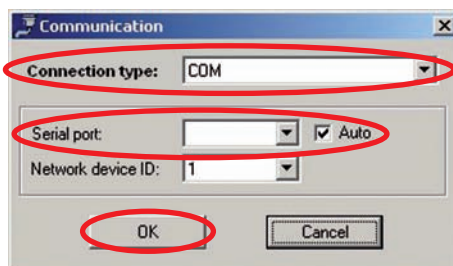 Communication
Connection type: COM
Serial port: Auto
Network device ID: 1
OK Cancel